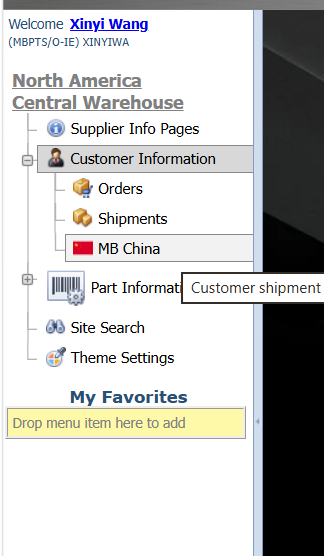 Welcome Xinyi Wang
(MBPTS/O-IE) XINYIWA
North America
Central Warehouse
Supplier Info Pages
Customer Information
Orders
Shipments
MB China
Part Informati
Customer shipment
Site Search
Theme Settings
My Favorites
Drop menu item here to add